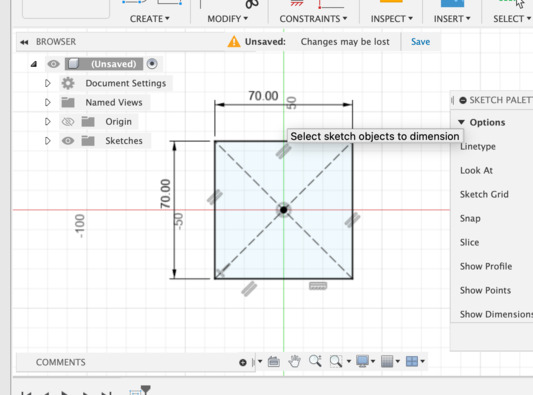 CREATE▾ MODIFY▾ CONSTRAINTS▾ INSPECT▾ INSERT▾ SELECT▾
BROWSER
Unsaved: Changes may be lost Save
(Unsaved)
Document Settings
Named Views
Origin
Sketches
70.00
50
Select sketch objects to dimension
70.00
-50
-100
SKETCH PALET
Options
Linetype
Look At
Sketch Grid
Snap
Slice
Show Profile
Show Points
Show Dimensions
COMMENTS